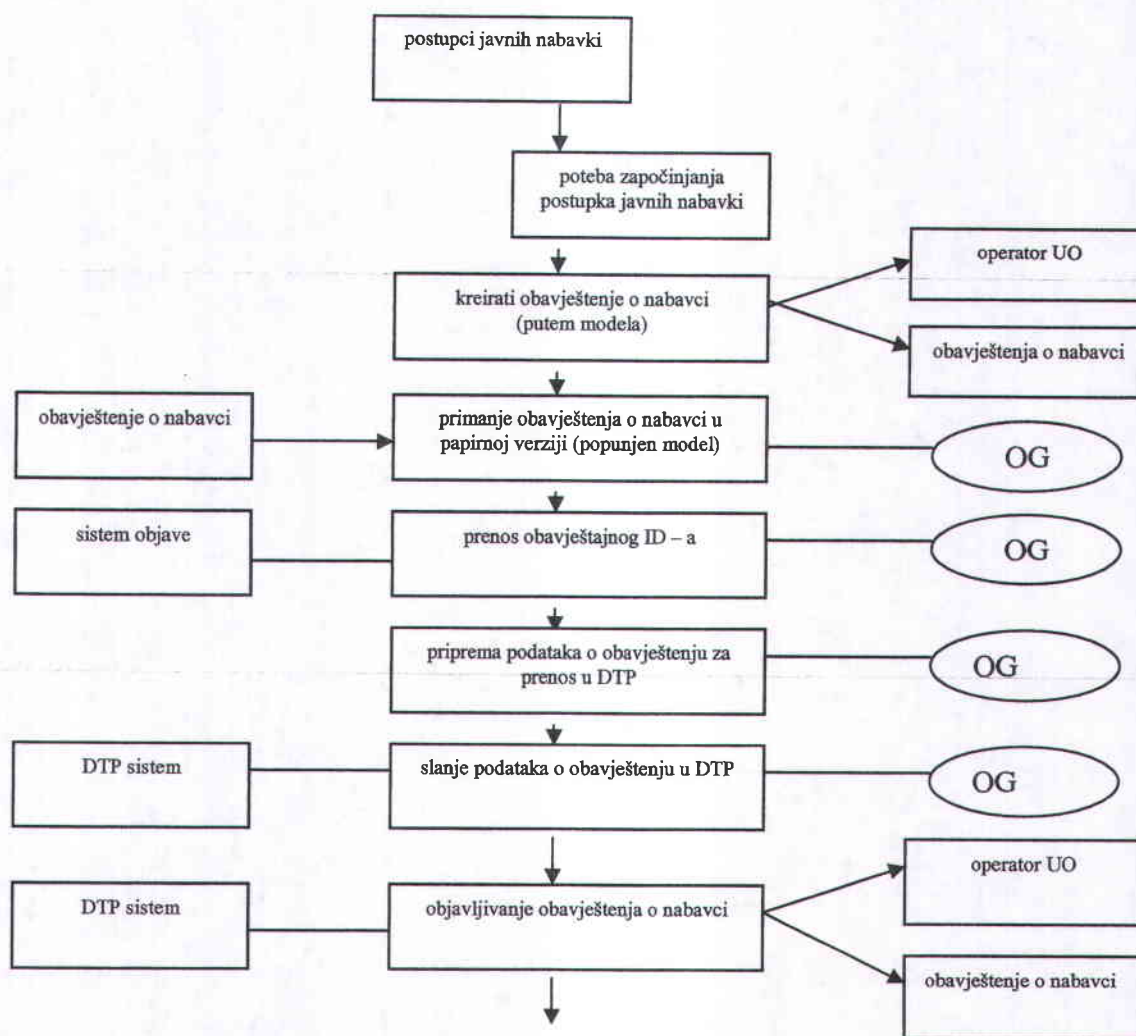 postupci javnih nabavki
poteba započinjanja
postupka javnih nabavki
operator UO
kreirati obavještenje o nabavci
(putem modela)
obavještenja o nabavci
obavještenje o nabavci
primanje obavještenja o nabavci u
papirnoj verziji (popunjen model)
OG
sistem objave
prenos obavještajnog ID – a
OG
priprema podataka o obavještenju za
prenos u DTP
OG
DTP sistem
slanje podataka o obavještenju u DTP
OG
operator UO
DTP sistem
objavljivanje obavještenja o nabavci
obavještenje o nabavci